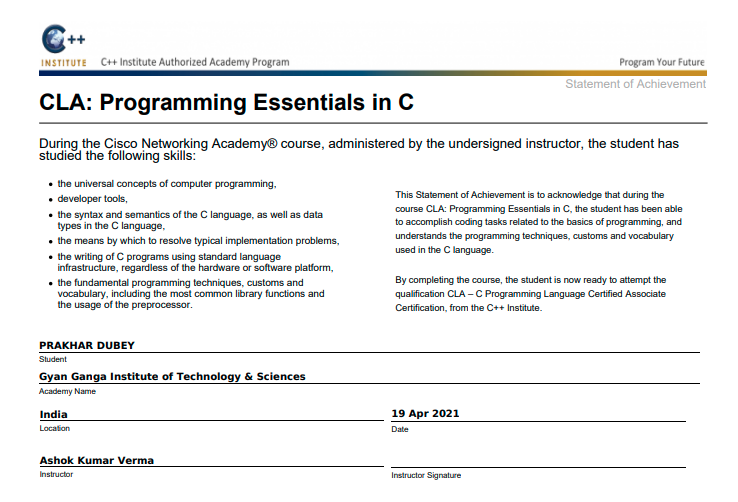 C++
INSTITUTE
C++ Institute Authorized Academy Program
Program Your Future
Statement of Achievement
CLA: Programming Essentials in C
During the Cisco Networking Academy® course, administered by the undersigned instructor, the student has
studied the following skills:
• the universal concepts of computer programming,
• developer tools,
• the syntax and semantics of the C language, as well as data
types in the C language,
• the means by which to resolve typical implementation problems,
• the writing of C programs using standard language
infrastructure, regardless of the hardware or software platform,
• the fundamental programming techniques, customs and
vocabulary, including the most common library functions and
the usage of the preprocessor.
This Statement of Achievement is to acknowledge that during the
course CLA: Programming Essentials in C, the student has been able
to accomplish coding tasks related to the basics of programming, and
understands the programming techniques, customs and vocabulary
used in the C language.
By completing the course, the student is now ready to attempt the
qualification CLA – C Programming Language Certified Associate
Certification, from the C++ Institute.
PRAKHAR DUBEY
Student
Gyan Ganga Institute of Technology & Sciences
Academy Name
India
Location
19 Apr 2021
Date
Ashok Kumar Verma
Instructor
Instructor Signature